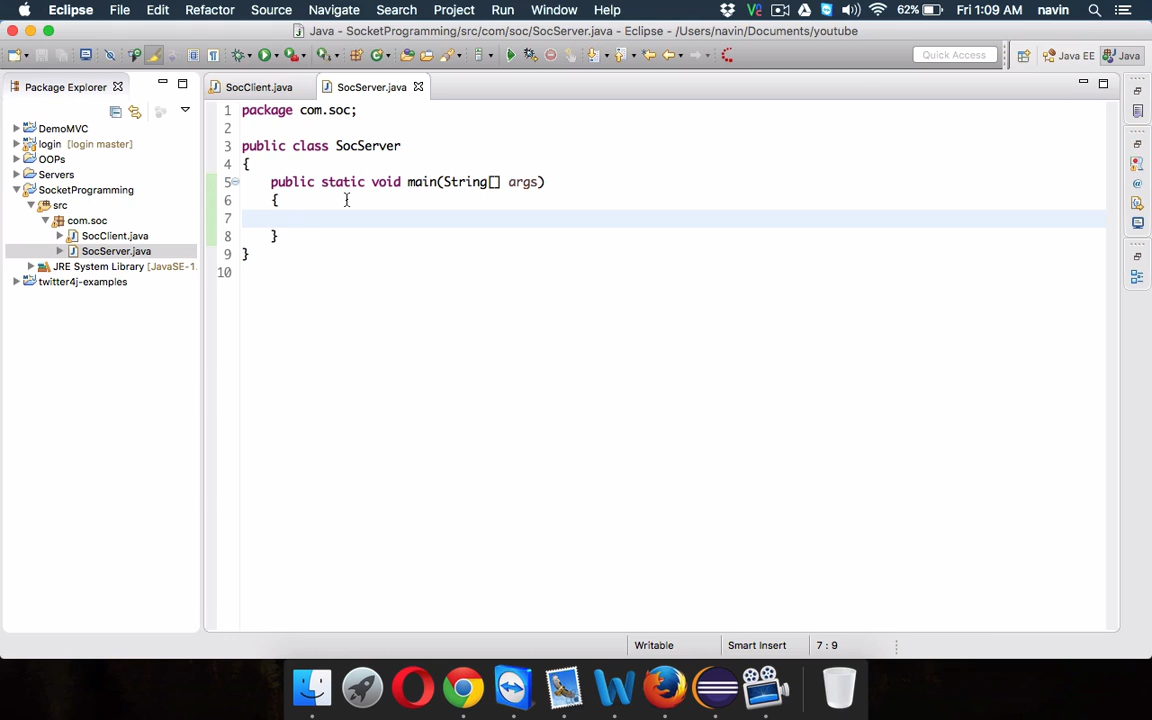 Eclipse File Edit Refactor Source Navigate Search Project Run Window Help 62% Fri 1:09 AM navin
Java - SocketProgramming/src/com/soc/SocServer.java - Eclipse - /Users/navin/Documents/youtube
Quick Access Java EE Java
Package Explorer
DemoMVC
login [login master]
OOPs
Servers
SocketProgramming
src
com.soc
SocClient.java
SocServer.java
JRE System Library [JavaSE-1.
twitter4j-examples
SocClient.java SocServer.java
1 package com.soc;
2
3 public class SocServer
4 {
5 public static void main(String[] args)
6 {
7
8 }
9 }
10
Writable Smart Insert 7 : 9